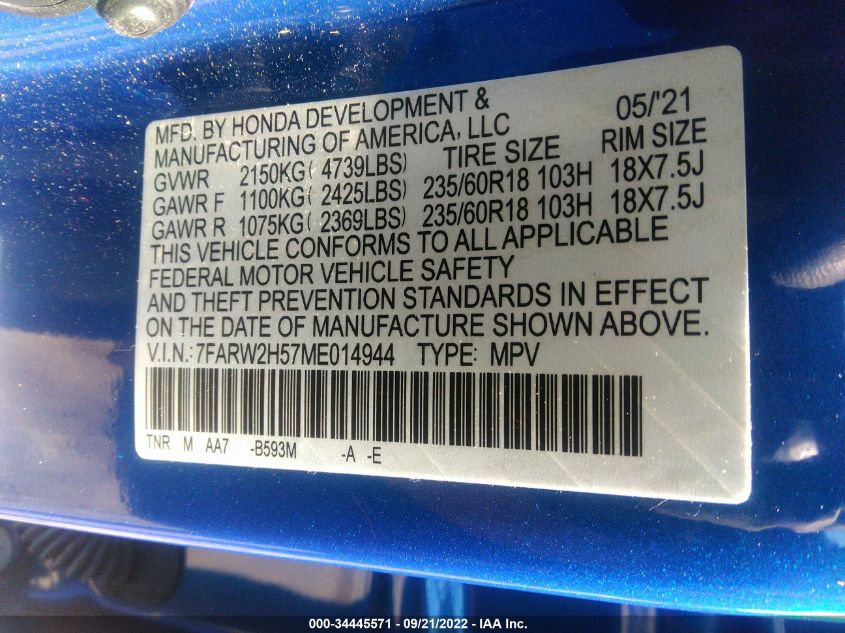 MFD. BY HONDA DEVELOPMENT & 05/'21
MANUFACTURING OF AMERICA, LLC
TIRE SIZE RIM SIZE
GVWR 2150KG( 4739LBS)
GAWR F 1100KG( 2425LBS) 235/60R18 103H 18X7.5J
GAWR R 1075KG( 2369LBS) 235/60R18 103H 18X7.5J
THIS VEHICLE CONFORMS TO ALL APPLICABLE
FEDERAL MOTOR VEHICLE SAFETY
AND THEFT PREVENTION STANDARDS IN EFFECT
ON THE DATE OF MANUFACTURE SHOWN ABOVE.
V.I.N.:7FARW2H57ME014944 TYPE: MPV
TNR M AA7 -B593M -A -E
000-34445571 - 09/21/2022 - IAA Inc.